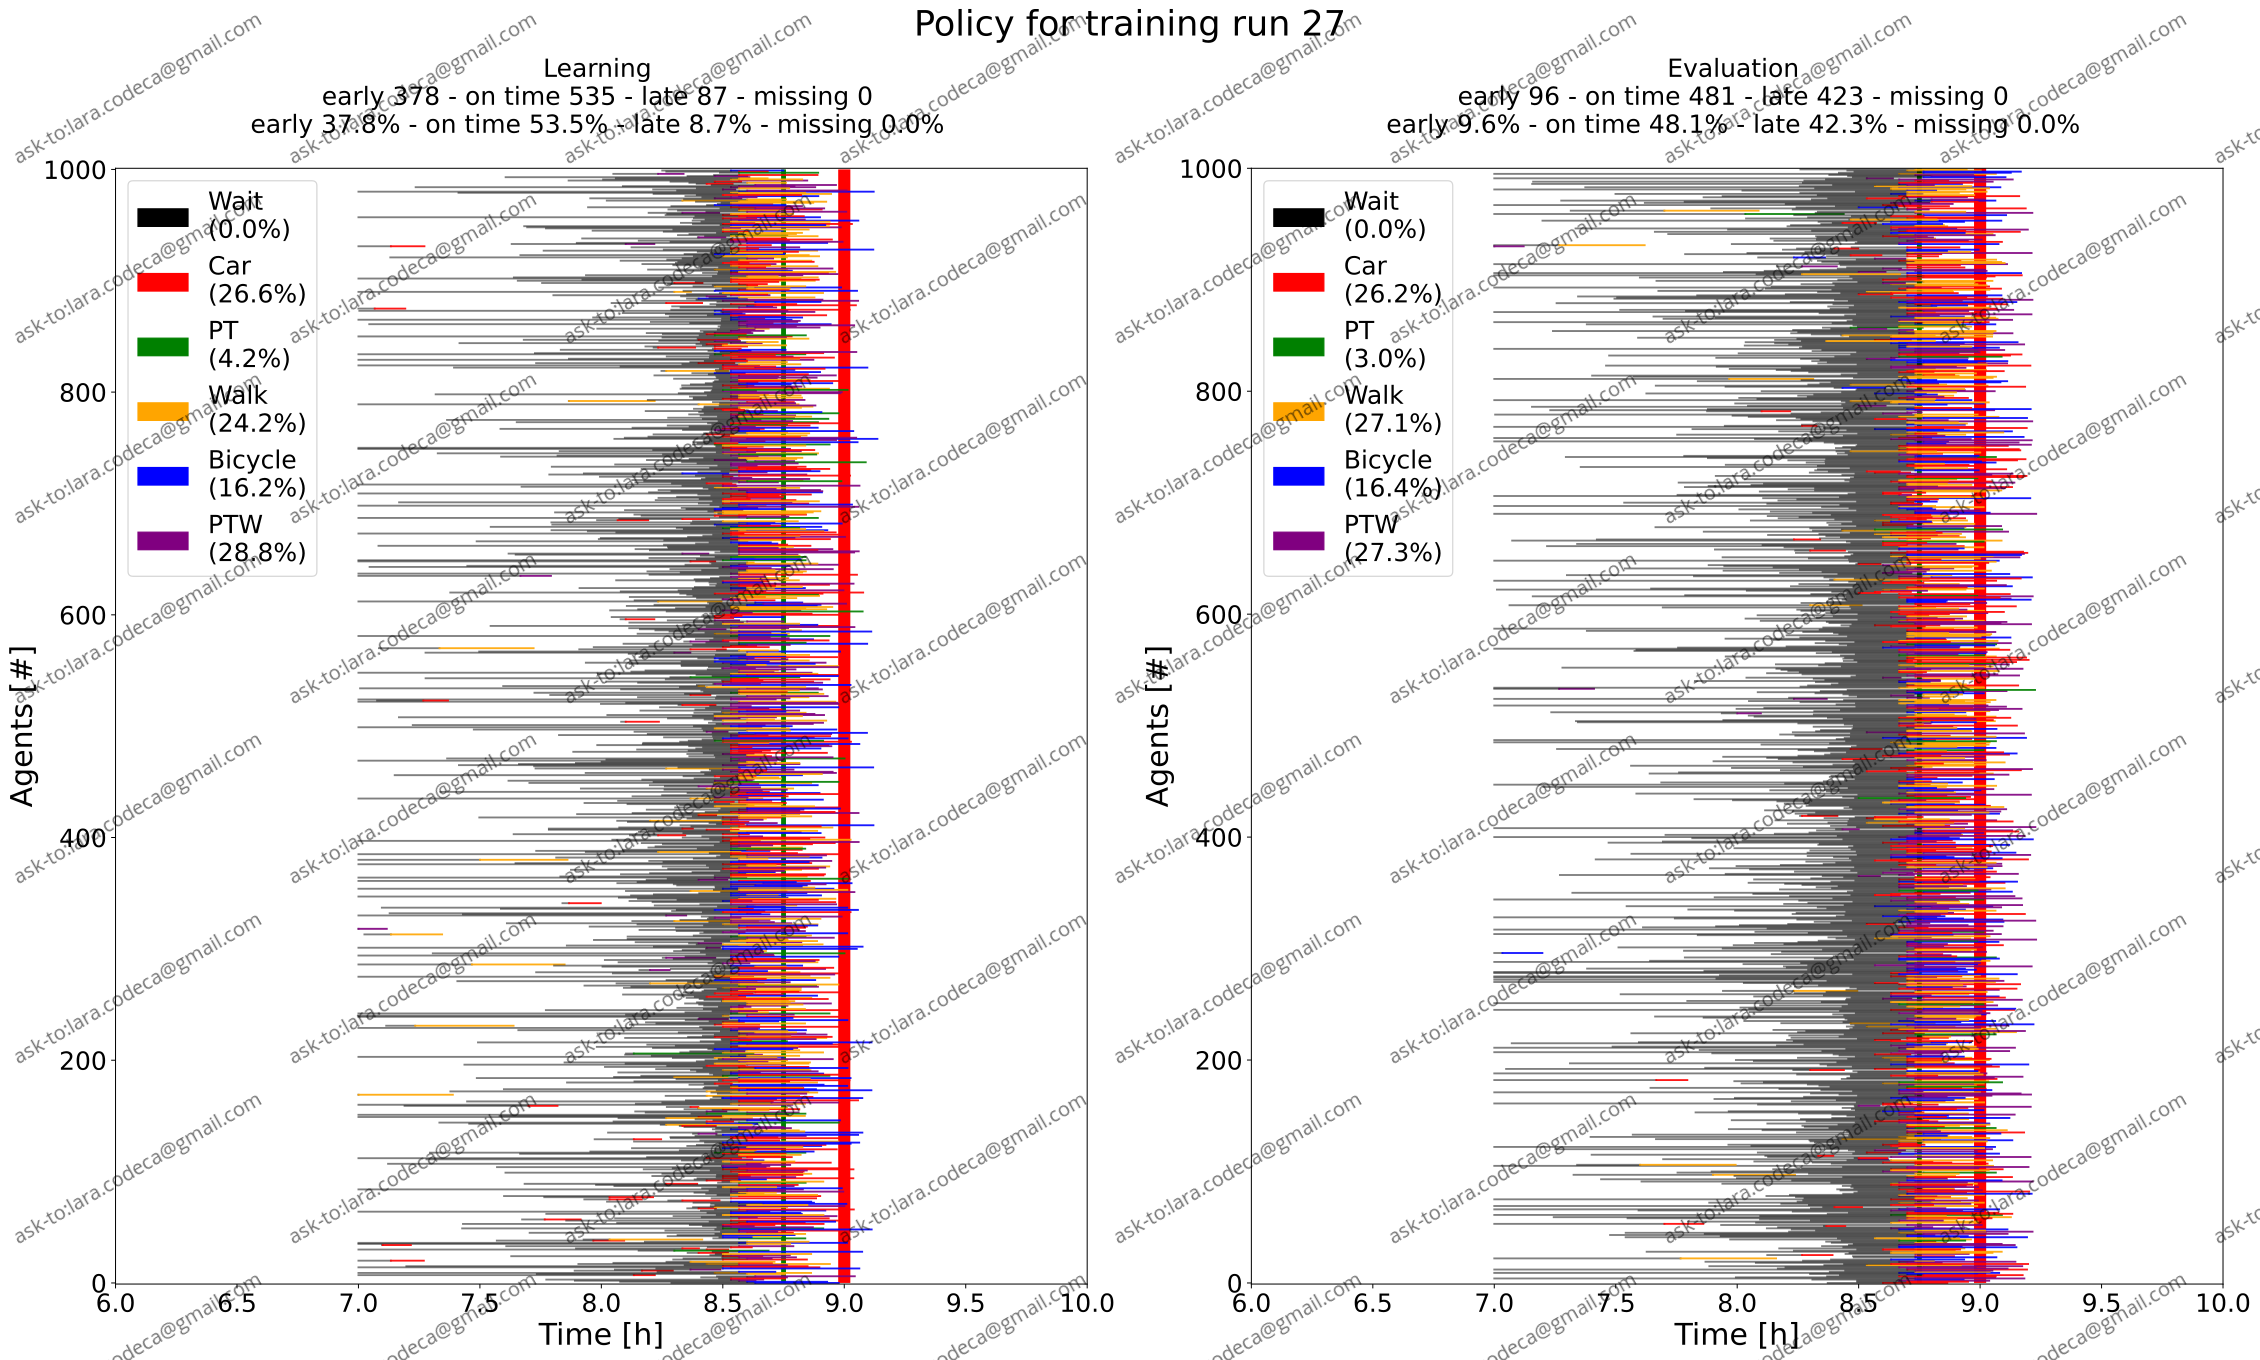 Policy for training run 27
Learning
early 378 - on time 535 - late 87 - missing 0
early 37.8% - on time 53.5% - late 8.7% - missing 0.0%
Agents [#]
1000
800
600
400
200
0
Wait
(0.0%)
Car
(26.6%)
PT
(4.2%)
Walk
(24.2%)
Bicycle
(16.2%)
PTW
(28.8%)
6.0 6.5 7.0 7.5 8.0 8.5 9.0 9.5 10.0
Time [h]
Evaluation
early 96 - on time 481 - late 423 - missing 0
early 9.6% - on time 48.1% - late 42.3% - missing 0.0%
Agents [#]
1000
800
600
400
200
0
Wait
(0.0%)
Car
(26.2%)
PT
(3.0%)
Walk
(27.1%)
Bicycle
(16.4%)
PTW
(27.3%)
6.0 6.5 7.0 7.5 8.0 8.5 9.0 9.5 10.0
Time [h]
ask-to:lara.codeca@gmail.com